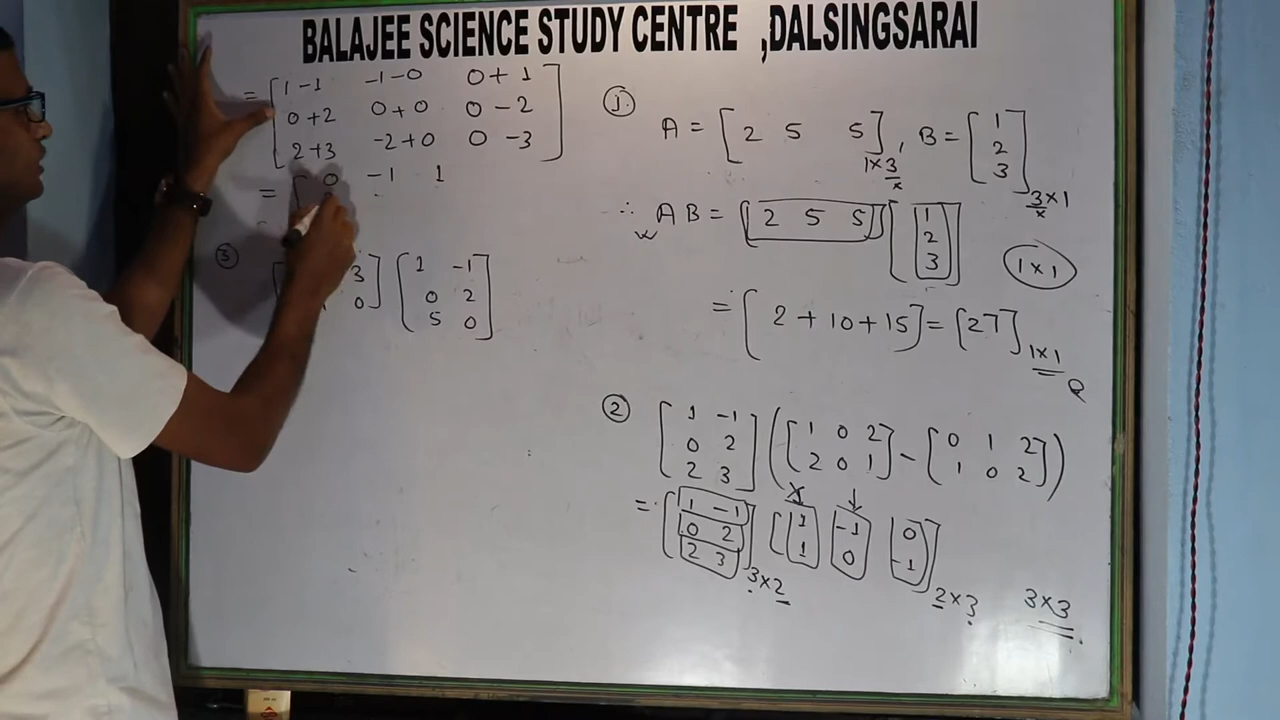 BALAJEE SCIENCE STUDY CENTRE ,DALSINGSARAI
= [ 1-1 -1-0 0+1
0+2 0+0 0-2
2+3 -2+0 0-3 ]
= [ 0 -1 1
③
3 ] [ 1 -1
0 ] 0 2
5 0 ]
①
A = [ 2 5 5 ]1×3 , B = [ 1
2
3 ]3×1
∴ AB = [ 2 5 5 ] [ 1
2
3 ] 1×1
= [ 2+10+15 ] = [27]1×1
② [ 1 -1
0 2
2 3 ] ( [ 1 0 2
2 0 1 ] - [ 0 1 2
1 0 2 ] )
= [ 1 -1
0 2
2 3 ]3×2 [ 1 -1 0
1 0 -1 ]2×3 3×3